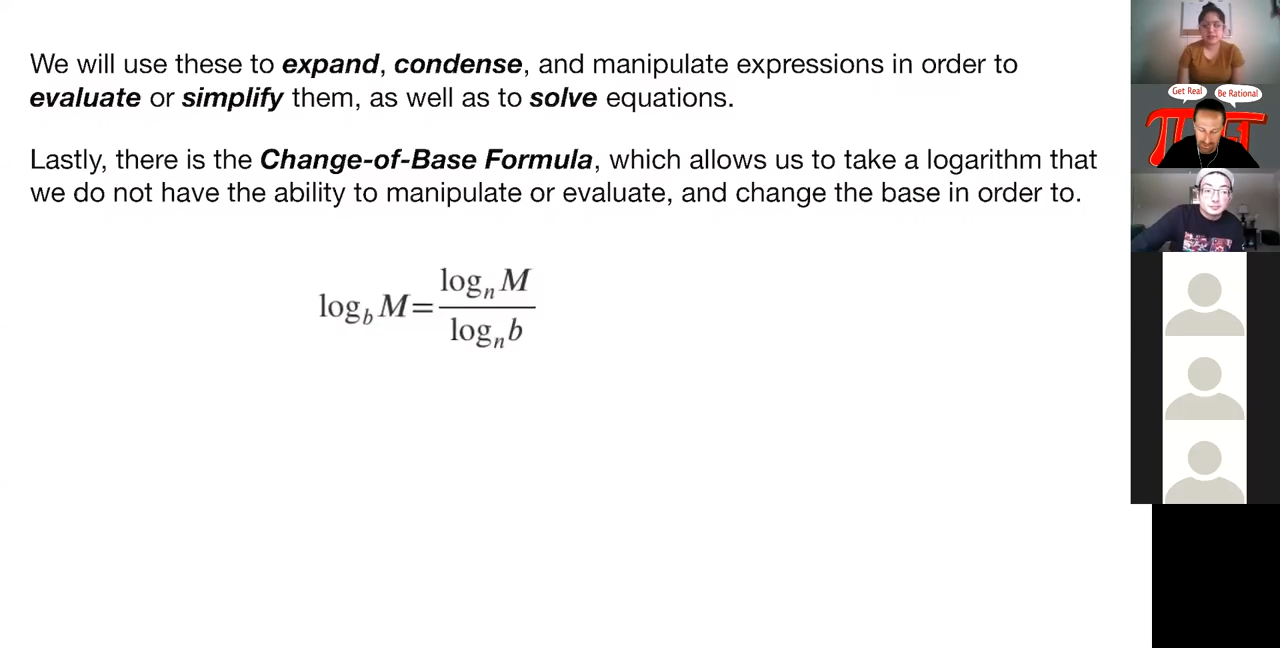 We will use these to expand, condense, and manipulate expressions in order to
evaluate or simplify them, as well as to solve equations.
Lastly, there is the Change-of-Base Formula, which allows us to take a logarithm that
we do not have the ability to manipulate or evaluate, and change the base in order to.
log_b M = \frac{log_n M}{log_n b}
Get Real
Be Rational